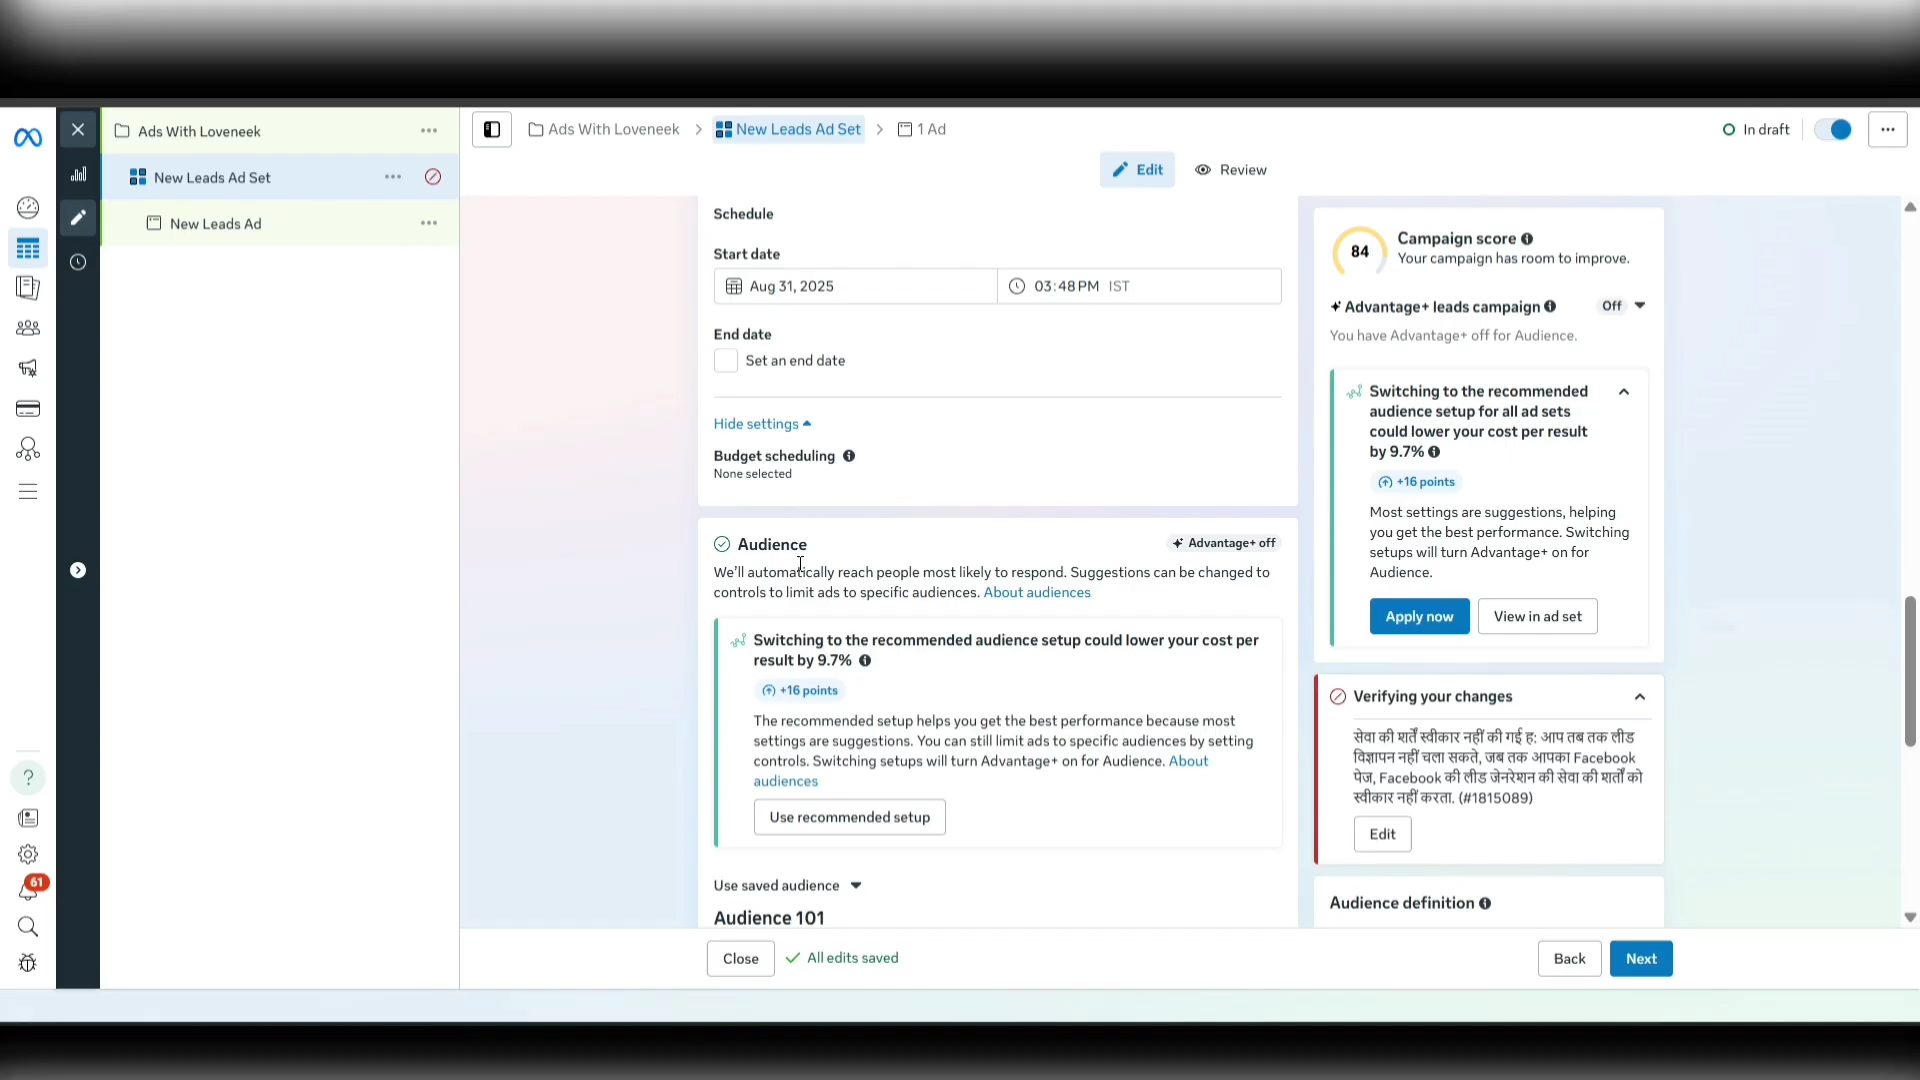 Ads With Loveneek
New Leads Ad Set
New Leads Ad
Ads With Loveneek > New Leads Ad Set > 1 Ad
In draft
Edit
Review
Schedule
Start date
Aug 31, 2025
03:48 PM IST
End date
Set an end date
Hide settings
Budget scheduling
None selected
Audience
Advantage+ off
We'll automatically reach people most likely to respond. Suggestions can be changed to
controls to limit ads to specific audiences. About audiences
Switching to the recommended audience setup could lower your cost per
result by 9.7%
+16 points
The recommended setup helps you get the best performance because most
settings are suggestions. You can still limit ads to specific audiences by setting
controls. Switching setups will turn Advantage+ on for Audience. About
audiences
Use recommended setup
Use saved audience
Audience 101
84
Campaign score
Your campaign has room to improve.
Advantage+ leads campaign
Off
You have Advantage+ off for Audience.
Switching to the recommended
audience setup for all ad sets
could lower your cost per result
by 9.7%
+16 points
Most settings are suggestions, helping
you get the best performance. Switching
setups will turn Advantage+ on for
Audience.
Apply now
View in ad set
Verifying your changes
सेवा की शर्तें स्वीकार नहीं की गई ह: आप तब तक लीड
विज्ञापन नहीं चला सकते, जब तक आपका Facebook
पेज, Facebook की लीड जेनरेशन की सेवा की शर्तों को
स्वीकार नहीं करता. (#1815089)
Edit
Audience definition
61
Close
All edits saved
Back
Next